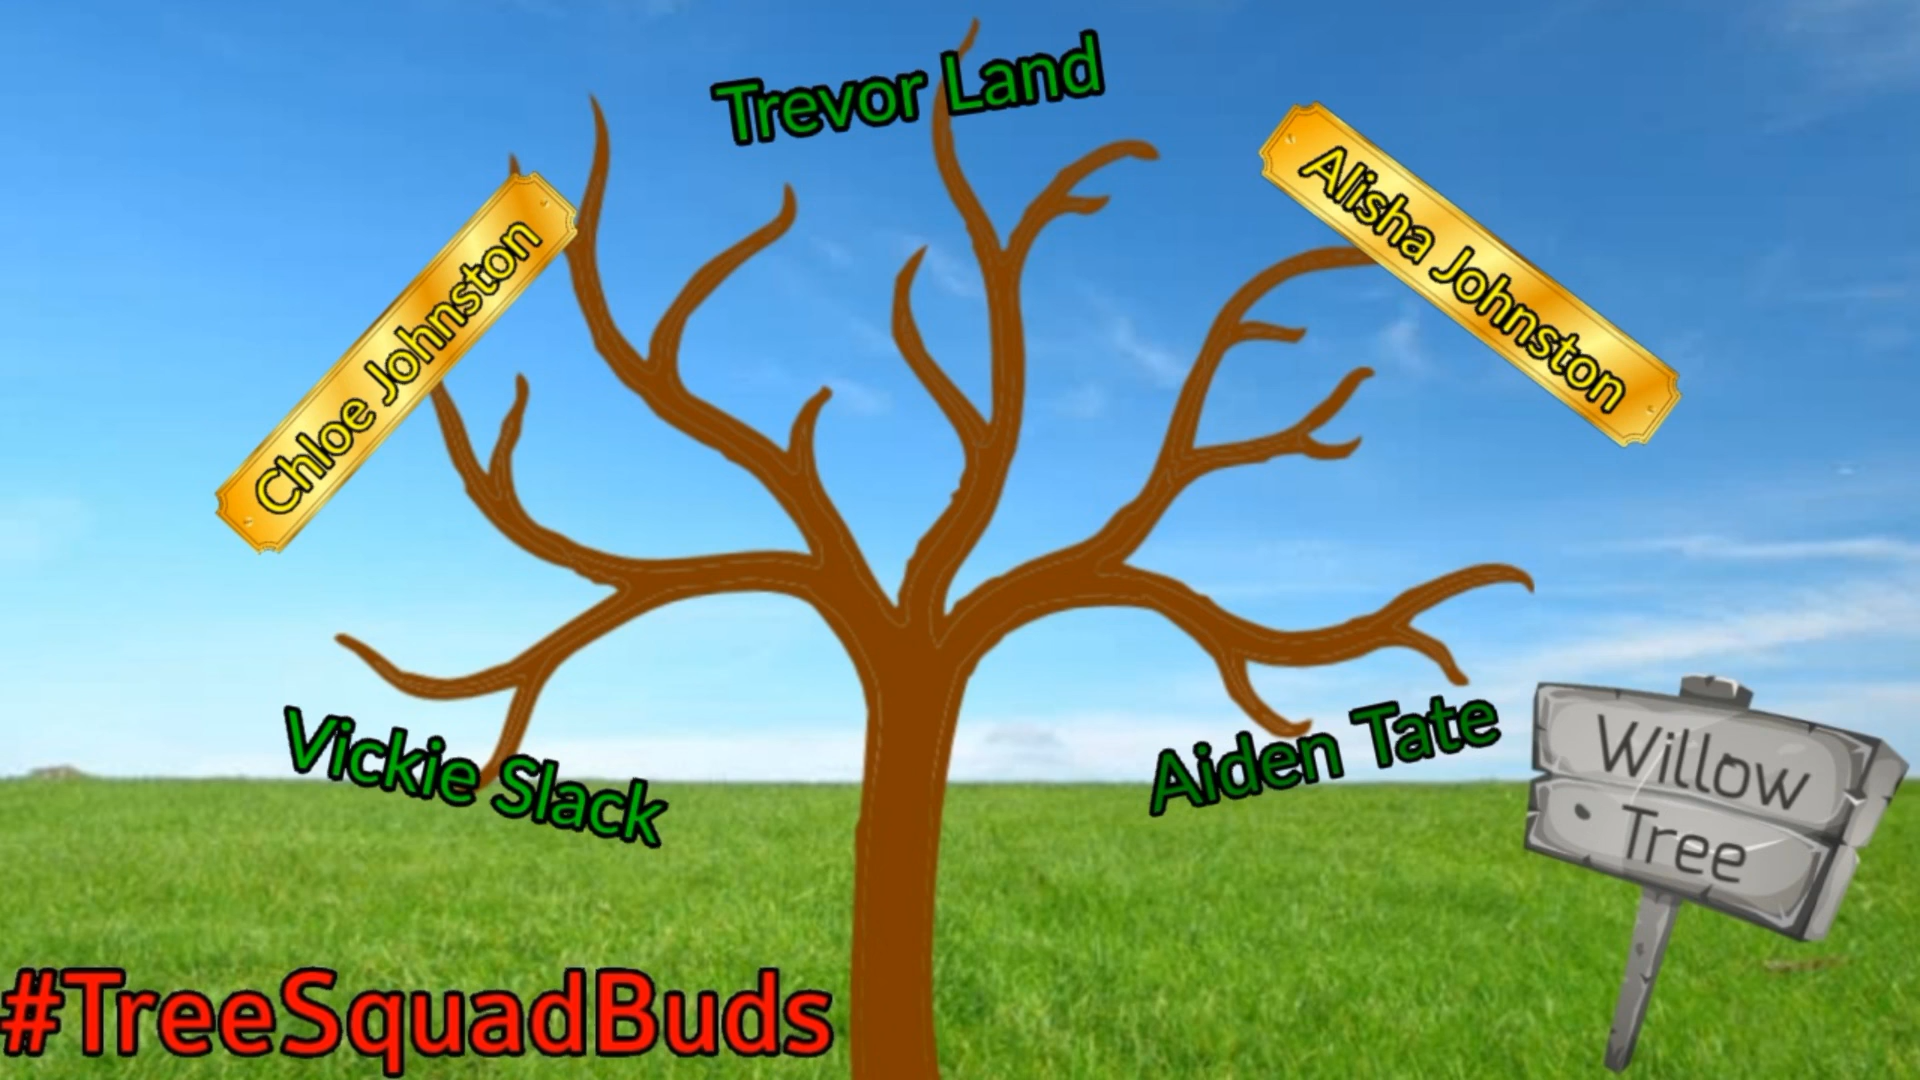 Trevor Land
Chloe Johnston
Alisha Johnston
Vickie Slack
Aiden Tate
Willow
Tree
#TreeSquadBuds